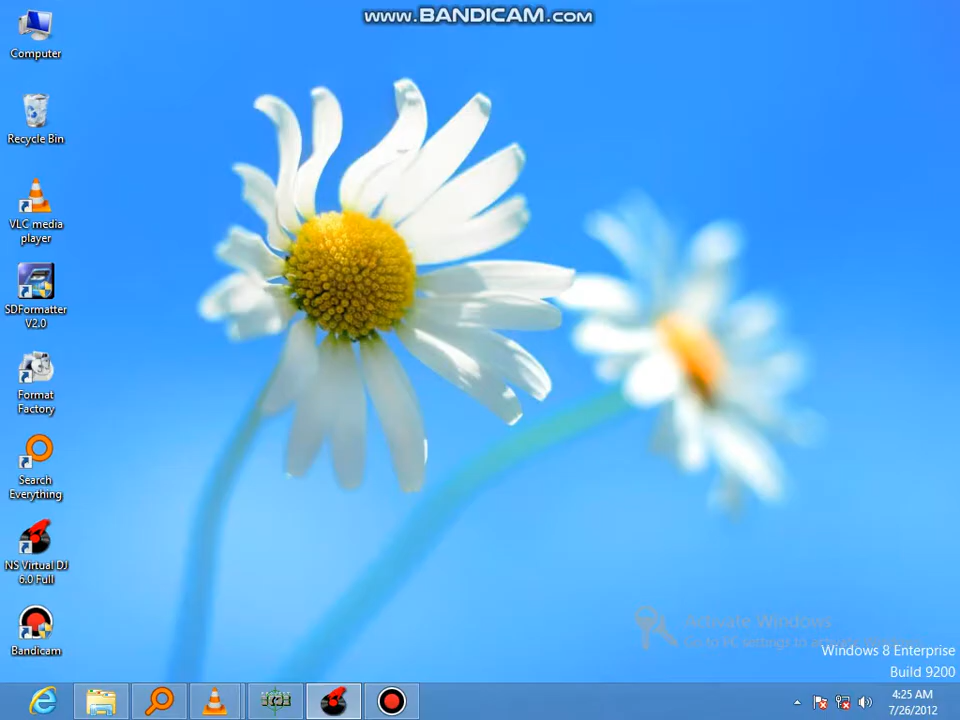 www.BANDICAM.com
Computer
Recycle Bin
VLC media
player
SDFormatter
V2.0
Format
Factory
Search
Everything
NS Virtual DJ
6.0 Full
Bandicam
Activate Windows
Go to PC settings to activate Windows.
Windows 8 Enterprise
Build 9200
4:25 AM
7/26/2012